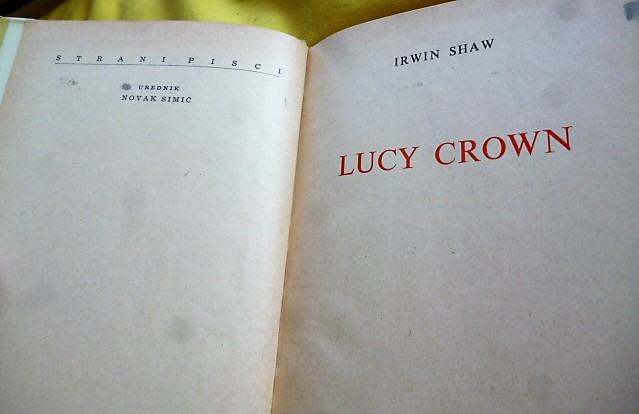 STRANI PISCI
UREDNIK
NOVAK SIMIĆ
IRWIN SHAW
LUCY CROWN